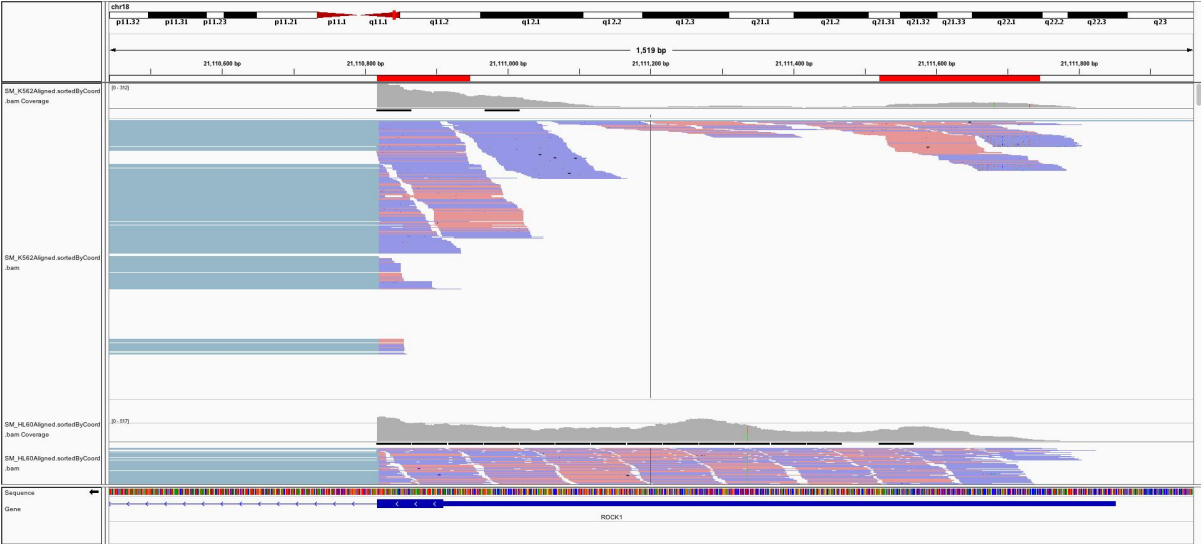 chr18
p11.32 p11.31 p11.23 p11.21 p11.1 q11.1 q11.2 q12.1 q12.2 q12.3 q21.1 q21.2 q21.31 q21.32 q21.33 q22.1 q22.2 q22.3 q23
1,519 bp
21,110,600 bp 21,110,800 bp 21,111,000 bp 21,111,200 bp 21,111,400 bp 21,111,600 bp 21,111,800 bp
SM_K562Aligned.sortedByCoord
.bam Coverage
[0 - 312]
SM_K562Aligned.sortedByCoord
.bam
SM_HL60Aligned.sortedByCoord
.bam Coverage
[0 - 517]
SM_HL60Aligned.sortedByCoord
.bam
Sequence
Gene
ROCK1